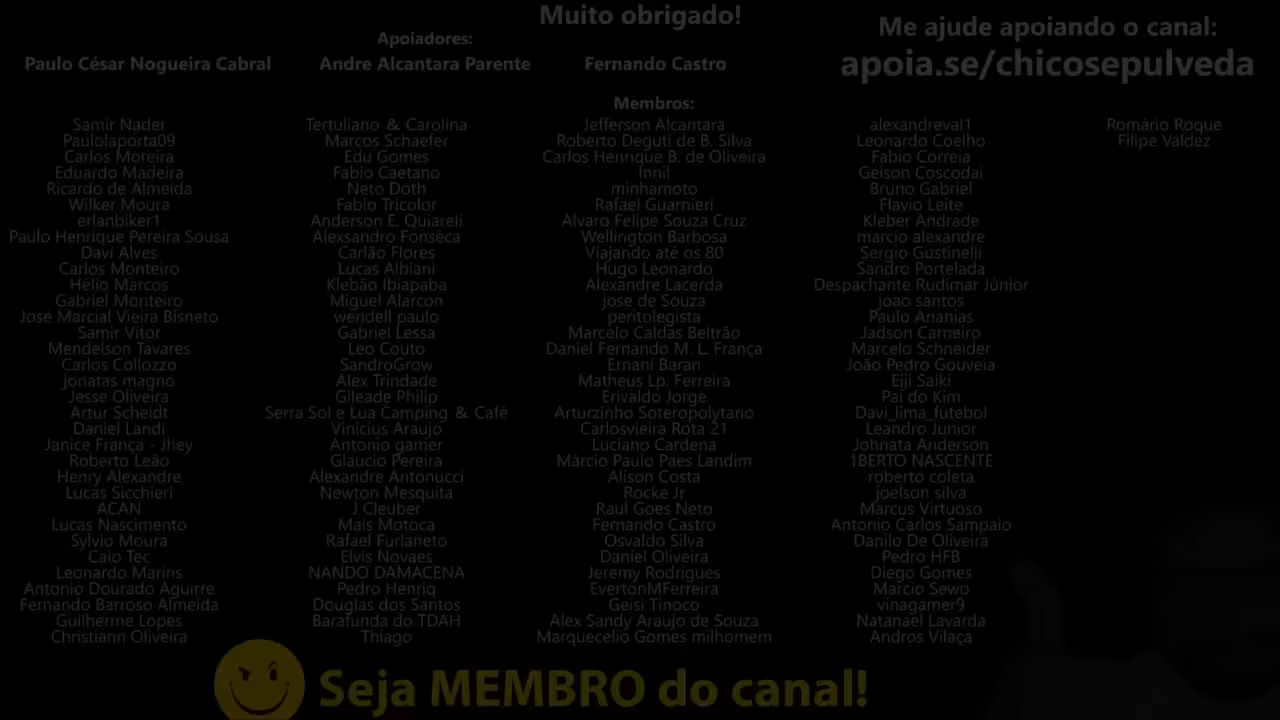 Muito obrigado!
Me ajude apoiando o canal:
apoia.se/chicosepulveda
Apoiadores:
Paulo César Nogueira Cabral
Andre Alcantara Parente
Fernando Castro
Membros:
Samir Nader
Paulolaporta09
Carlos Moreira
Eduardo Madeira
Ricardo de Almeida
Wilker Moura
erlanbiker1
Paulo Henrique Pereira Sousa
Davi Alves
Carlos Monteiro
Hélio Marcos
Gabriel Monteiro
José Marcial Vieira Bisneto
Samir Vitor
Mendelson Tavares
Carlos Collozzo
jonatas magno
Jesse Oliveira
Artur Scheidt
Daniel Landi
Janice França - Jhey
Roberto Leão
Henry Alexandre
Lucas Sicchieri
ACAN
Lucas Nascimento
Sylvio Moura
Caio Tec
Leonardo Marins
Antonio Dourado Aguirre
Fernando Barroso Almeida
Guilherme Lopes
Christiann Oliveira
Tertuliano & Carolina
Marcos Schaefer
Edu Gomes
Fabio Caetano
Neto Doth
Fabio Tricolor
Anderson E. Quiareli
Alexsandro Fonsêca
Carlão Flores
Lucas Albiani
Klebão Ibiapaba
Miguel Alarcon
wendell paulo
Gabriel Lessa
Leo Couto
SandroGrow
Alex Trindade
Gileade Philip
Serra Sol e Lua Camping & Café
Vinicius Araujo
Antonio gamer
Glaucio Pereira
Alexandre Antonucci
Newton Mesquita
J Cleuber
Mais Motoca
Rafael Furlaneto
Elvis Novaes
NANDO DAMACENA
Pedro Henriq
Douglas dos Santos
Barafunda do TDAH
Thiago
Jefferson Alcantara
Roberto Deguti de B. Silva
Carlos Henrique B. de Oliveira
Innil
minhamoto
Rafael Guarnieri
Alvaro Felipe Souza Cruz
Wellington Barbosa
Viajando até os 80
Hugo Leonardo
Alexandre Lacerda
jose de Souza
peritolegista
Marcelo Caldas Beltrão
Daniel Fernando M. L. França
Ernani Baran
Matheus Lp. Ferreira
Erivaldo Jorge
Arturzinho Soteropolytano
Carlosvieira Rota 21
Luciano Cardena
Márcio Paulo Paes Landim
Alison Costa
Rocke Jr
Raul Goes Neto
Fernando Castro
Osvaldo Silva
Daniel Oliveira
Jeremy Rodrigues
EvertonMFerreira
Geisi Tinoco
Alex Sandy Araujo de Souza
Marquecelio Gomes milhomem
alexandreval1
Leonardo Coelho
Fabio Correia
Geison Coscodai
Bruno Gabriel
Flavio Leite
Kleber Andrade
marcio alexandre
Sergio Gustinelli
Sandro Portelada
Despachante Rudimar Júnior
joao santos
Paulo Ananias
Jadson Carneiro
Marcelo Schneider
João Pedro Gouveia
Eiji Saiki
Pai do Kim
Davi_lima_futebol
Leandro Junior
Johnata Anderson
1BERTO NASCENTE
roberto coleta
joelson silva
Marcus Virtuoso
Antonio Carlos Sampaio
Danilo De Oliveira
Pedro HFB
Diego Gomes
Marcio Sewo
vinagamer9
Natanael Lavarda
Andros Vilaça
Romário Roque
Filipe Valdez
Seja MEMBRO do canal!